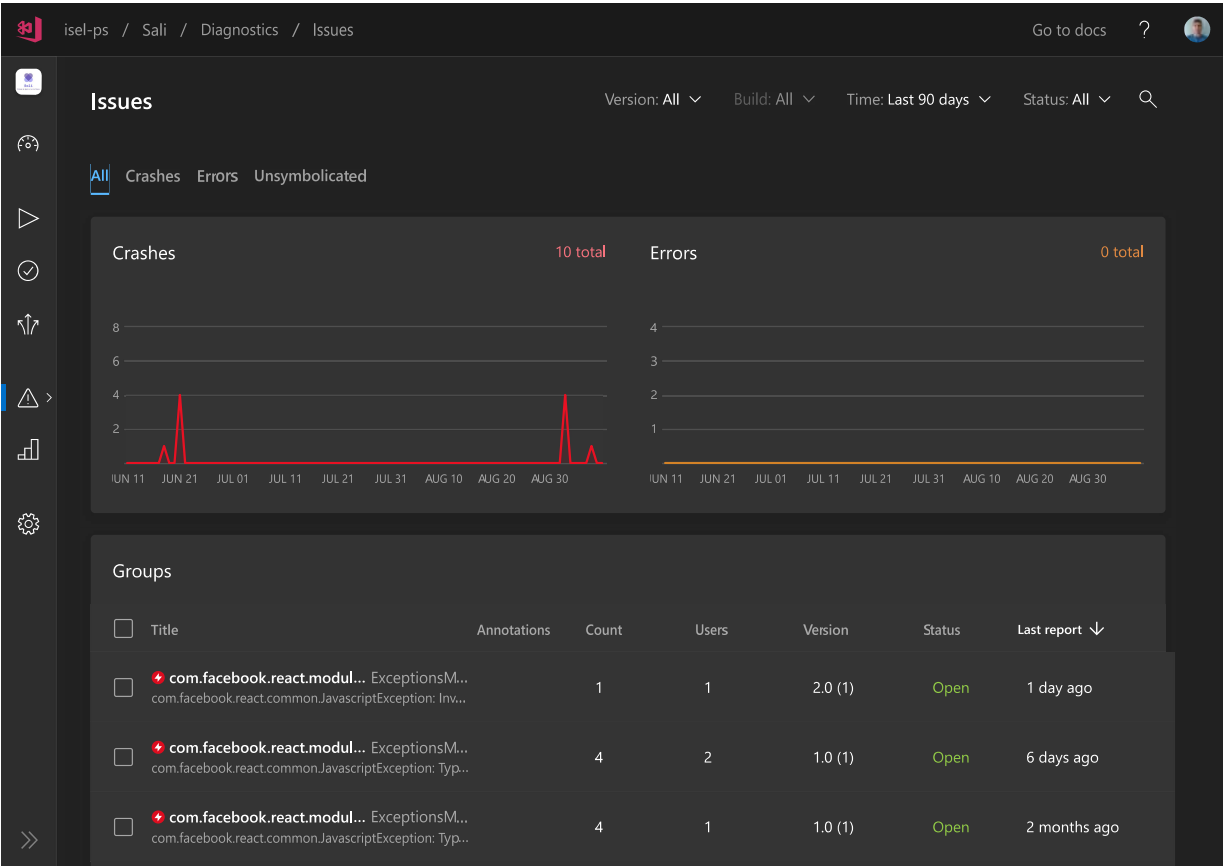 isel-ps / Sali / Diagnostics / Issues Go to docs ?
Issues Version: All Build: All Time: Last 90 days Status: All
All Crashes Errors Unsymbolicated
Crashes 10 total
8
6
4
2
JUN 11 JUN 21 JUL 01 JUL 11 JUL 21 JUL 31 AUG 10 AUG 20 AUG 30
Errors 0 total
4
3
2
1
JUN 11 JUN 21 JUL 01 JUL 11 JUL 21 JUL 31 AUG 10 AUG 20 AUG 30
Groups
Title Annotations Count Users Version Status Last report
com.facebook.react.modul... ExceptionsM...
com.facebook.react.common.JavascriptException: Inv...
1 1 2.0 (1) Open 1 day ago
com.facebook.react.modul... ExceptionsM...
com.facebook.react.common.JavascriptException: Typ...
4 2 1.0 (1) Open 6 days ago
com.facebook.react.modul... ExceptionsM...
com.facebook.react.common.JavascriptException: Typ...
4 1 1.0 (1) Open 2 months ago